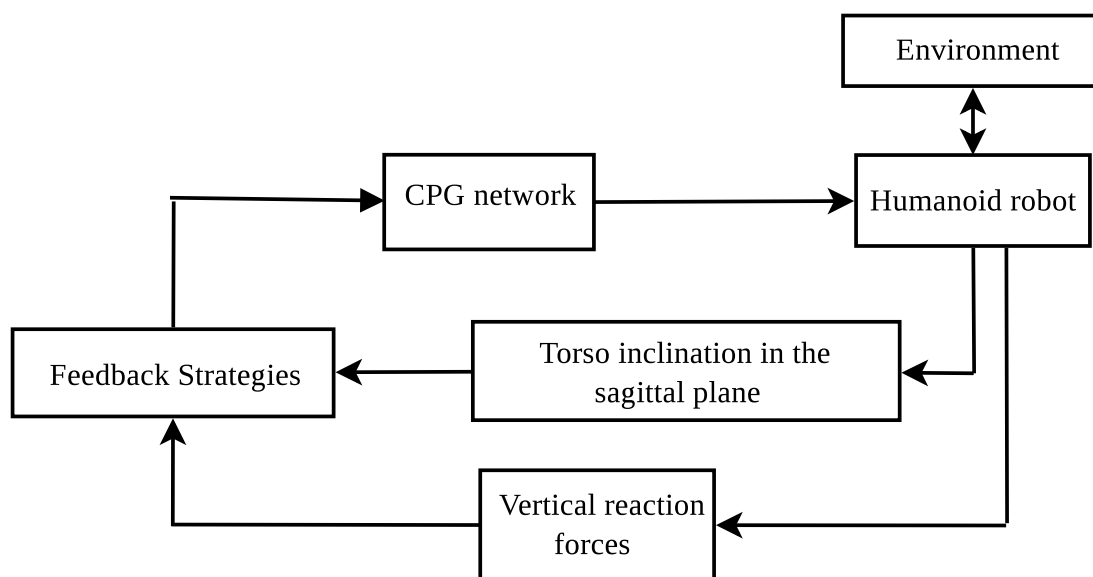 Environment
CPG network
Humanoid robot
Feedback Strategies
Torso inclination in the
sagittal plane
Vertical reaction
forces